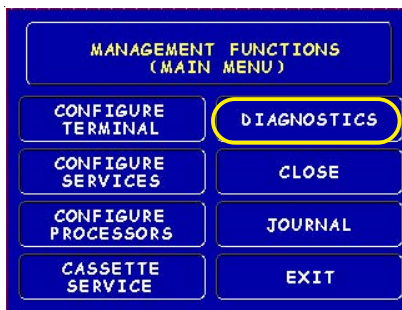 MANAGEMENT FUNCTIONS
(MAIN MENU)
CONFIGURE
TERMINAL
DIAGNOSTICS
CONFIGURE
SERVICES
CLOSE
CONFIGURE
PROCESSORS
JOURNAL
CASSETTE
SERVICE
EXIT